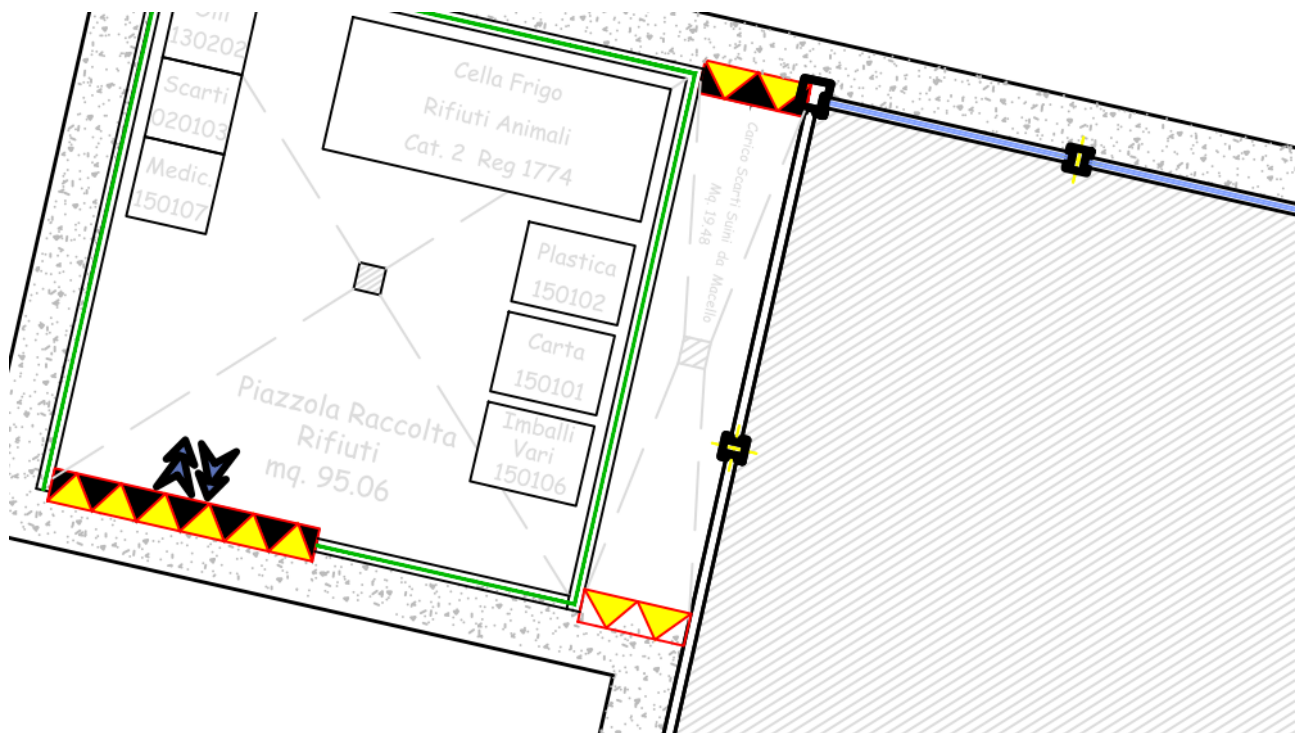 130202
Scarti
020103
Medic.
150107
Cella Frigo
Rifiuti Animali
Cat. 2 Reg 1774
Plastica
150102
Carta
150101
Imballi
Vari
150106
Piazzola Raccolta
Rifiuti
mq. 95.06
Carico Scarti Suini da Macello
Mq 19.48